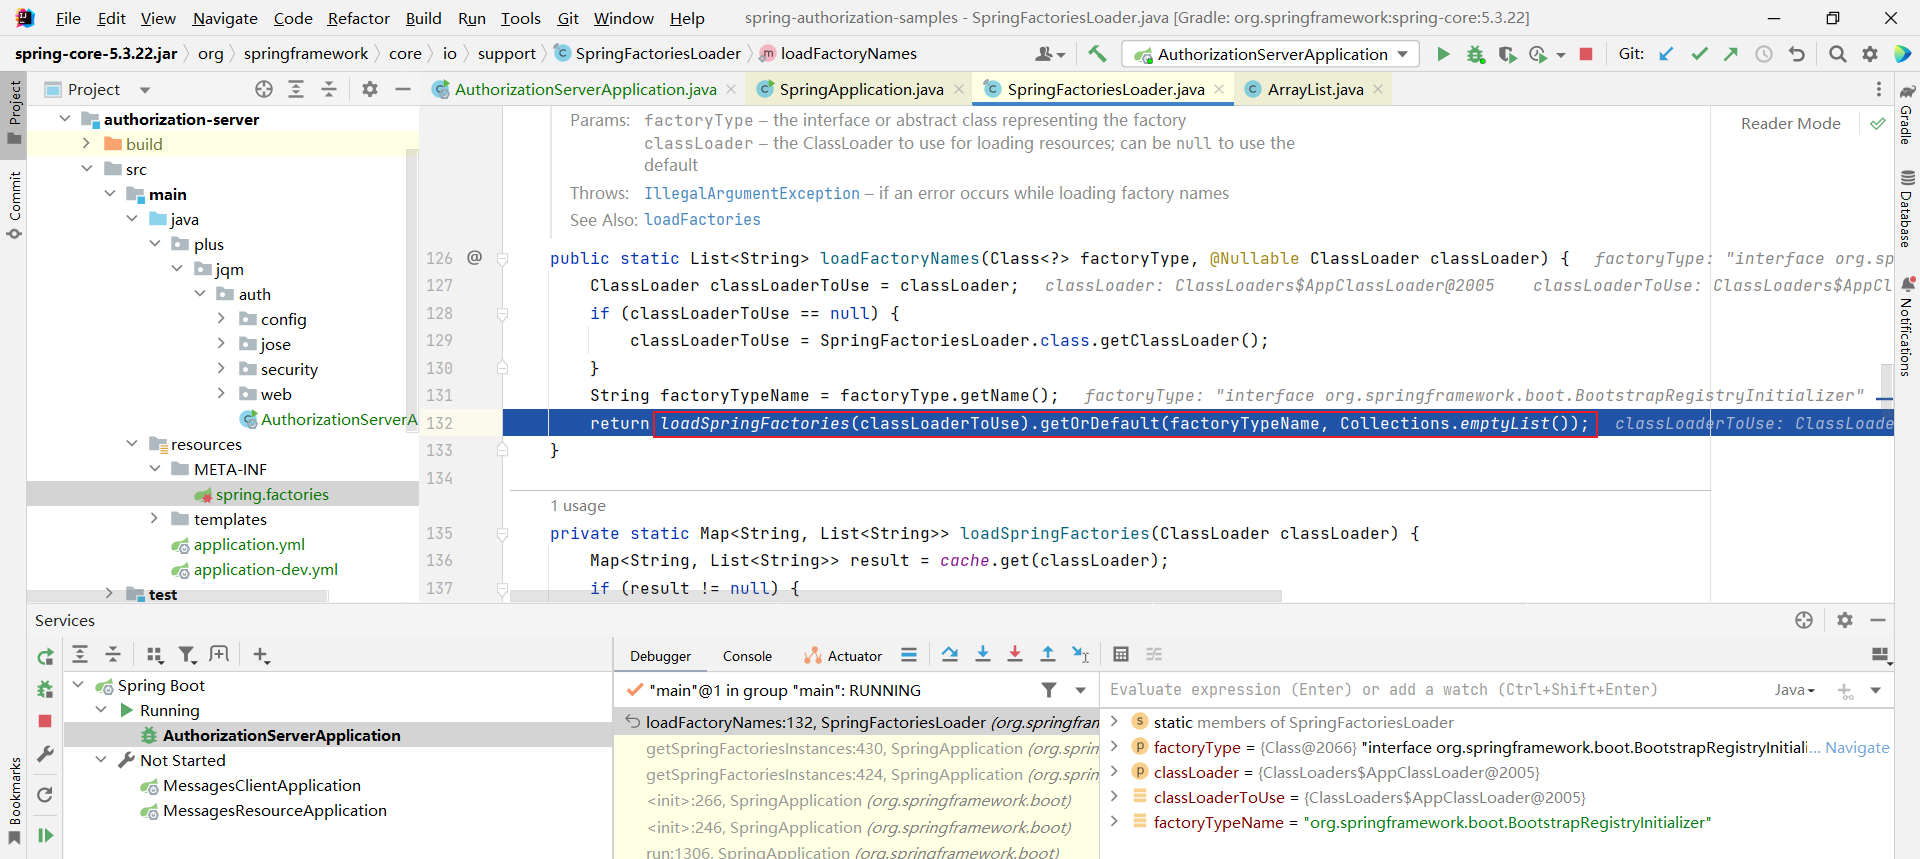 File Edit View Navigate Code Refactor Build Run Tools Git Window Help spring-authorization-samples - SpringFactoriesLoader.java [Gradle: org.springframework:spring-core:5.3.22]
spring-core-5.3.22.jar org springframework core io support SpringFactoriesLoader loadFactoryNames AuthorizationServerApplication Git:
Project AuthorizationServerApplication.java SpringApplication.java SpringFactoriesLoader.java ArrayList.java
Project
Commit
Bookmarks
authorization-server
build
src
main
java
plus
jqm
auth
config
jose
security
web
AuthorizationServerA
resources
META-INF
spring.factories
templates
application.yml
application-dev.yml
test
Reader Mode
Params: factoryType – the interface or abstract class representing the factory
classLoader – the ClassLoader to use for loading resources; can be null to use the
default
Throws: IllegalArgumentException – if an error occurs while loading factory names
See Also: loadFactories
126 @ public static List<String> loadFactoryNames(Class<?> factoryType, @Nullable ClassLoader classLoader) { factoryType: "interface org.sp
127 ClassLoader classLoaderToUse = classLoader; classLoader: ClassLoaders$AppClassLoader@2005 classLoaderToUse: ClassLoaders$AppCl
128 if (classLoaderToUse == null) {
129 classLoaderToUse = SpringFactoriesLoader.class.getClassLoader();
130 }
131 String factoryTypeName = factoryType.getName(); factoryType: "interface org.springframework.boot.BootstrapRegistryInitializer"
132 return loadSpringFactories(classLoaderToUse).getOrDefault(factoryTypeName, Collections.emptyList()); classLoaderToUse: ClassLoade
133 }
134
1 usage
135 private static Map<String, List<String>> loadSpringFactories(ClassLoader classLoader) {
136 Map<String, List<String>> result = cache.get(classLoader);
137 if (result != null) {
Gradle
Database
Notifications
Services
Spring Boot
Running
AuthorizationServerApplication
Not Started
MessagesClientApplication
MessagesResourceApplication
Debugger Console Actuator
"main"@1 in group "main": RUNNING
loadFactoryNames:132, SpringFactoriesLoader (org.springfran
getSpringFactoriesInstances:430, SpringApplication (org.sprin
getSpringFactoriesInstances:424, SpringApplication (org.sprin
<init>:266, SpringApplication (org.springframework.boot)
<init>:246, SpringApplication (org.springframework.boot)
run:1306, SpringApplication (org.springframework.boot)
Evaluate expression (Enter) or add a watch (Ctrl+Shift+Enter) Java
static members of SpringFactoriesLoader
factoryType = {Class@2066} "interface org.springframework.boot.BootstrapRegistryInitiali... Navigate
classLoader = {ClassLoaders$AppClassLoader@2005}
classLoaderToUse = {ClassLoaders$AppClassLoader@2005}
factoryTypeName = "org.springframework.boot.BootstrapRegistryInitializer"